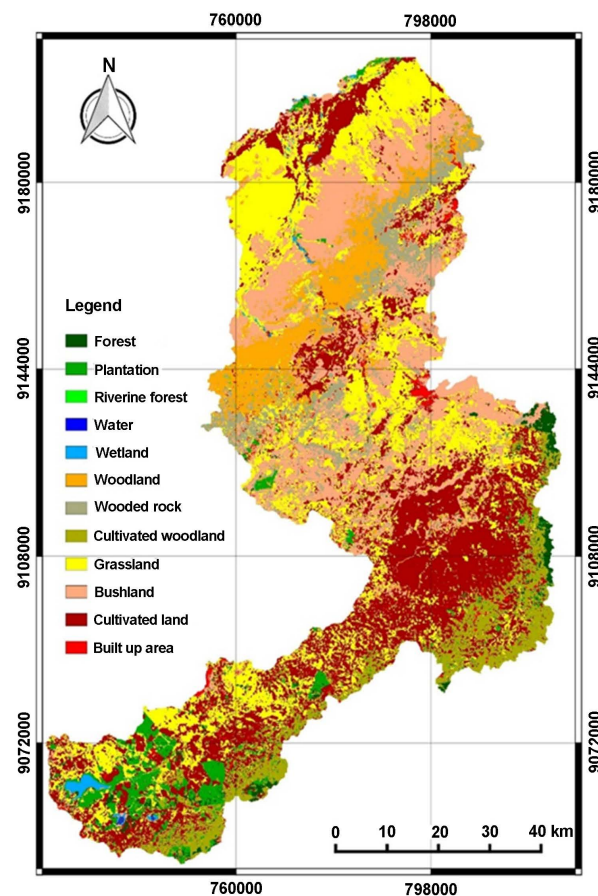 760000 798000
N
9180000 9180000
Legend
Forest
Plantation
Riverine forest
Water
Wetland
Woodland
Wooded rock
Cultivated woodland
Grassland
Bushland
Cultivated land
Built up area
9144000 9144000
9108000 9108000
9072000 9072000
0 10 20 30 40 km
760000 798000